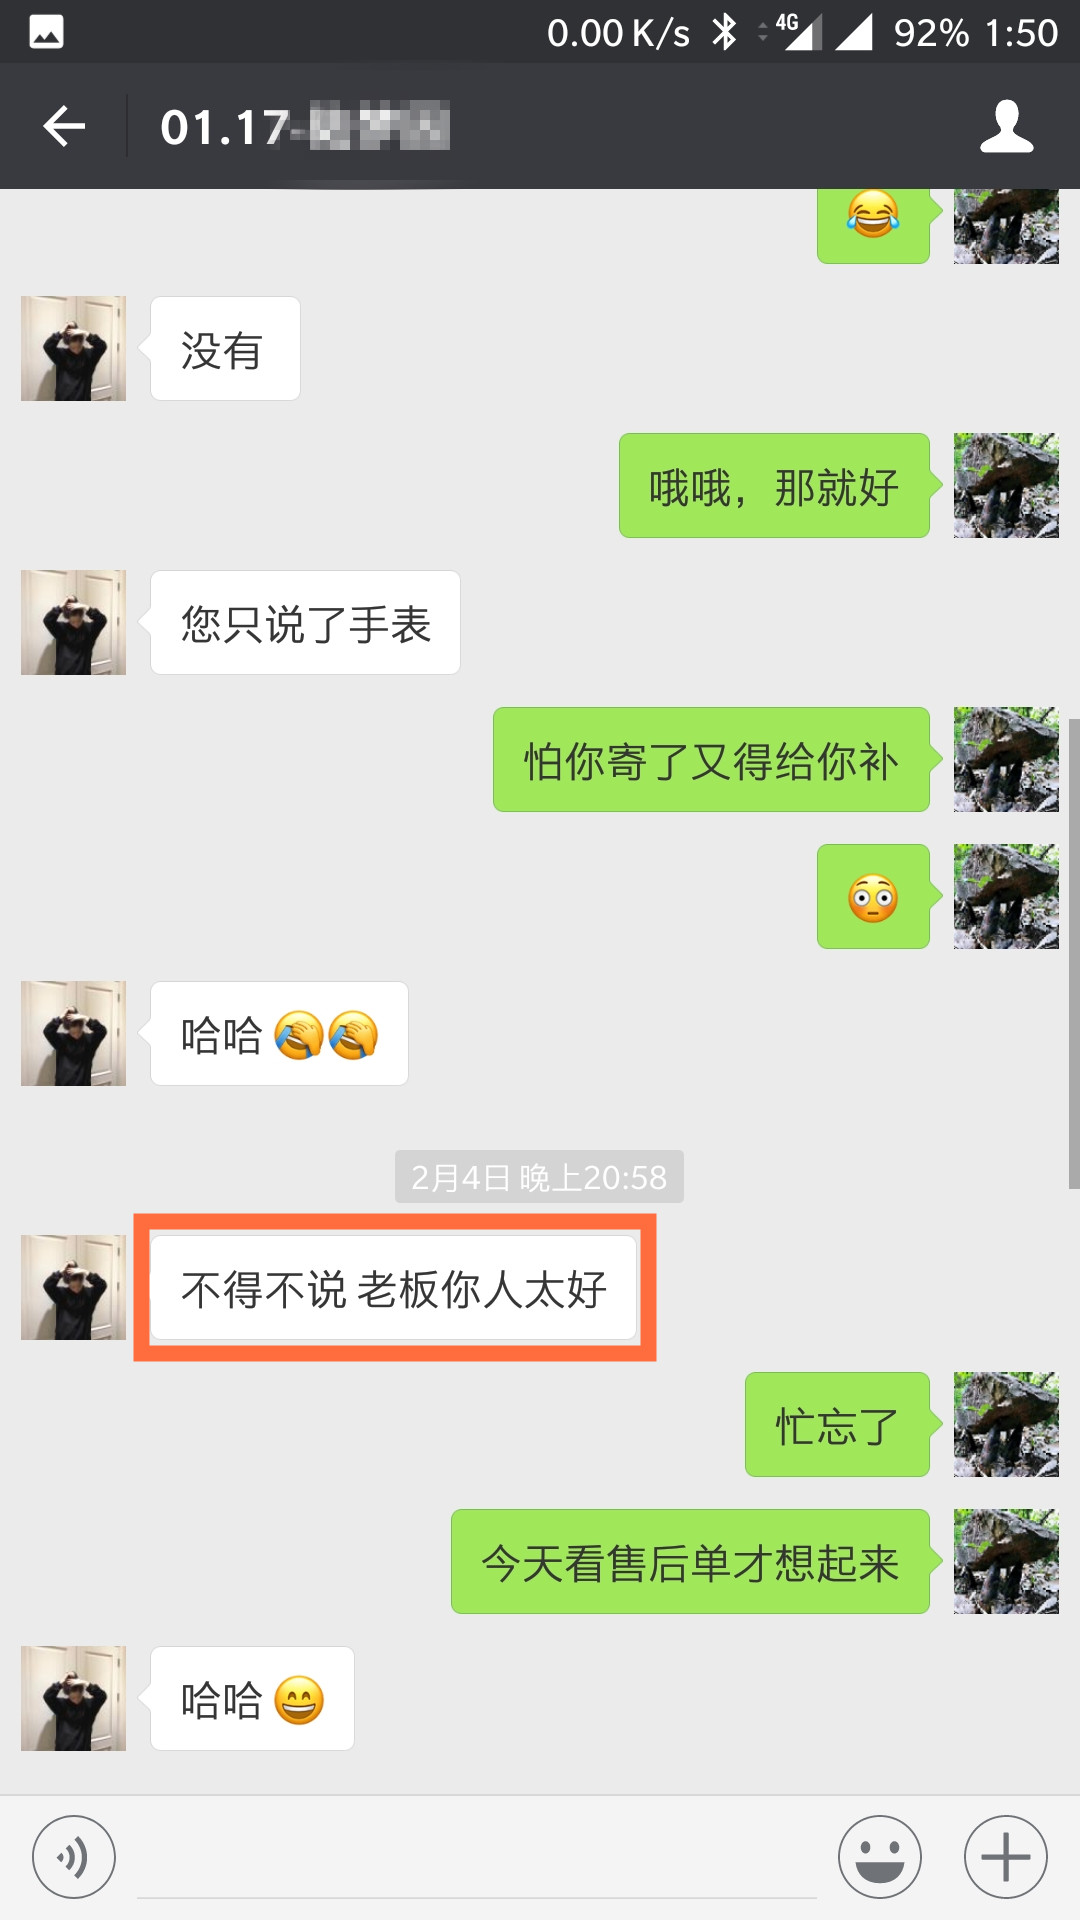 0.00 K/s 4G 92% 1:50
01.17-
😂
没有
哦哦，那就好
您只说了手表
怕你寄了又得给你补
😳
哈哈 🤣🤣
2月4日 晚上20:58
不得不说 老板你人太好
忙忘了
今天看售后单才想起来
哈哈 😄